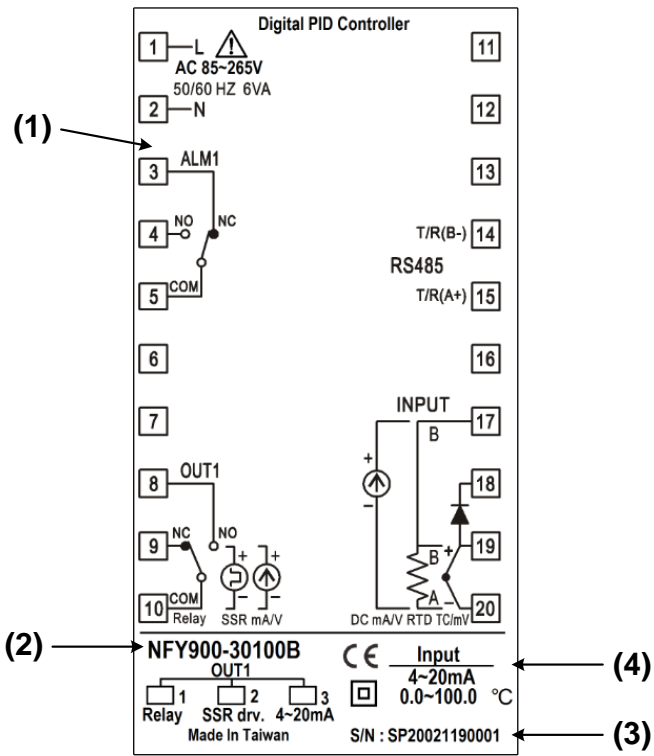 Digital PID Controller
1 L 11
AC 85~265V
50/60 HZ 6VA
2 N 12
(1)
3 ALM1 13
4 NO NC T/R(B-) 14
RS485
5 COM T/R(A+) 15
6 16
7 INPUT 17
B
+
8 OUT1 18
-
9 NC NO + + B + 19
- - A -
10 COM 20
Relay SSR mA/V DC mA/V RTD TC/mV
(2) NFY900-30100B CE Input (4)
OUT1 4~20mA
1 2 3 0.0~100.0 ℃
Relay SSR drv. 4~20mA
Made In Taiwan S/N : SP20021190001 (3)